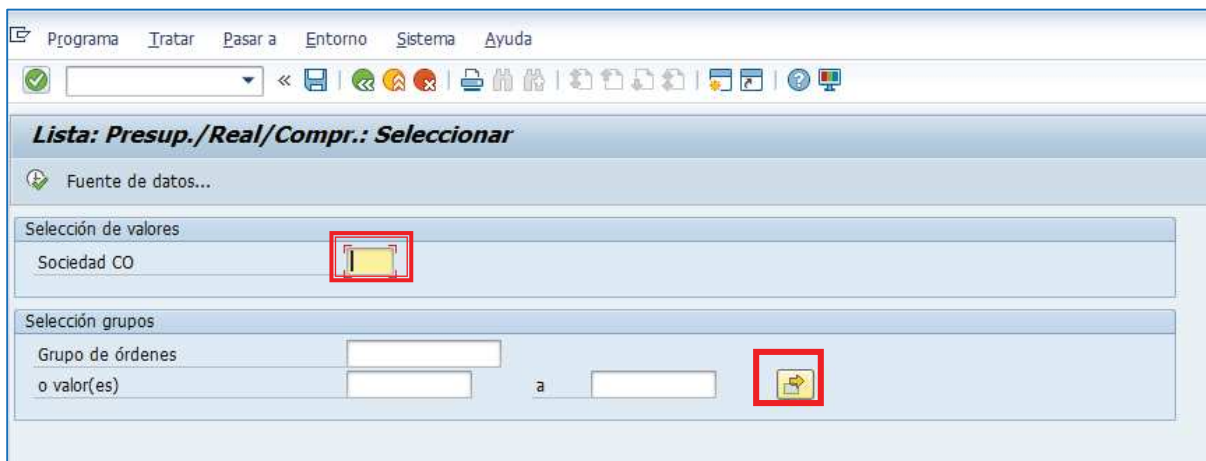 Programa Tratar Pasar a Entorno Sistema Ayuda
Lista: Presup./Real/Compr.: Seleccionar
Fuente de datos...
Selección de valores
Sociedad CO
Selección grupos
Grupo de órdenes
o valor(es) a